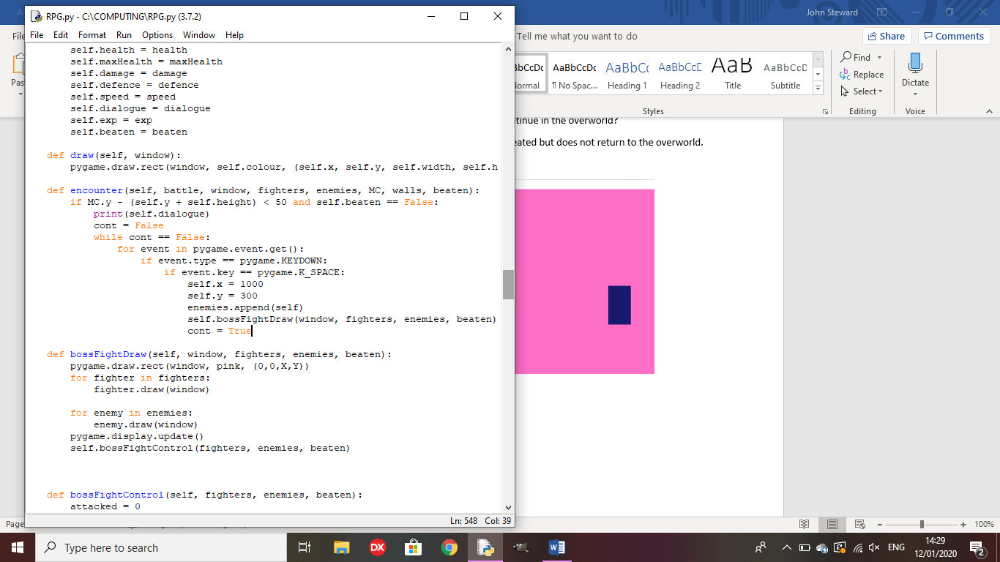 RPG.py - C:\COMPUTING\RPG.py (3.7.2)
John Steward
File Edit Format Run Options Window Help
Tell me what you want to do
Share
Comments
self.health = health
self.maxHealth = maxHealth
self.damage = damage
self.defence = defence
self.speed = speed
self.dialogue = dialogue
self.exp = exp
self.beaten = beaten
def draw(self, window):
pygame.draw.rect(window, self.colour, (self.x, self.y, self.width, self.h
def encounter(self, battle, window, fighters, enemies, MC, walls, beaten):
if MC.y - (self.y + self.height) < 50 and self.beaten == False:
print(self.dialogue)
cont = False
while cont == False:
for event in pygame.event.get():
if event.type == pygame.KEYDOWN:
if event.key == pygame.K_SPACE:
self.x = 1000
self.y = 300
enemies.append(self)
self.bossFightDraw(window, fighters, enemies, beaten)
cont = True
def bossFightDraw(self, window, fighters, enemies, beaten):
pygame.draw.rect(window, pink, (0,0,X,Y))
for fighter in fighters:
fighter.draw(window)
for enemy in enemies:
enemy.draw(window)
pygame.display.update()
self.bossFightControl(fighters, enemies, beaten)
def bossFightControl(self, fighters, enemies, beaten):
attacked = 0
Ln: 548 Col: 39
AaBbCcDc AaBbCc AaBbCcD AaB AaBbCcD
¶ No Spac... Heading 1 Heading 2 Title Subtitle
Styles
Find
Replace
Select
Editing
Dictate
Voice
tinue in the overworld?
eated but does not return to the overworld.
Page
100%
Type here to search
DX
W
ENG
14:29
12/01/2020
2